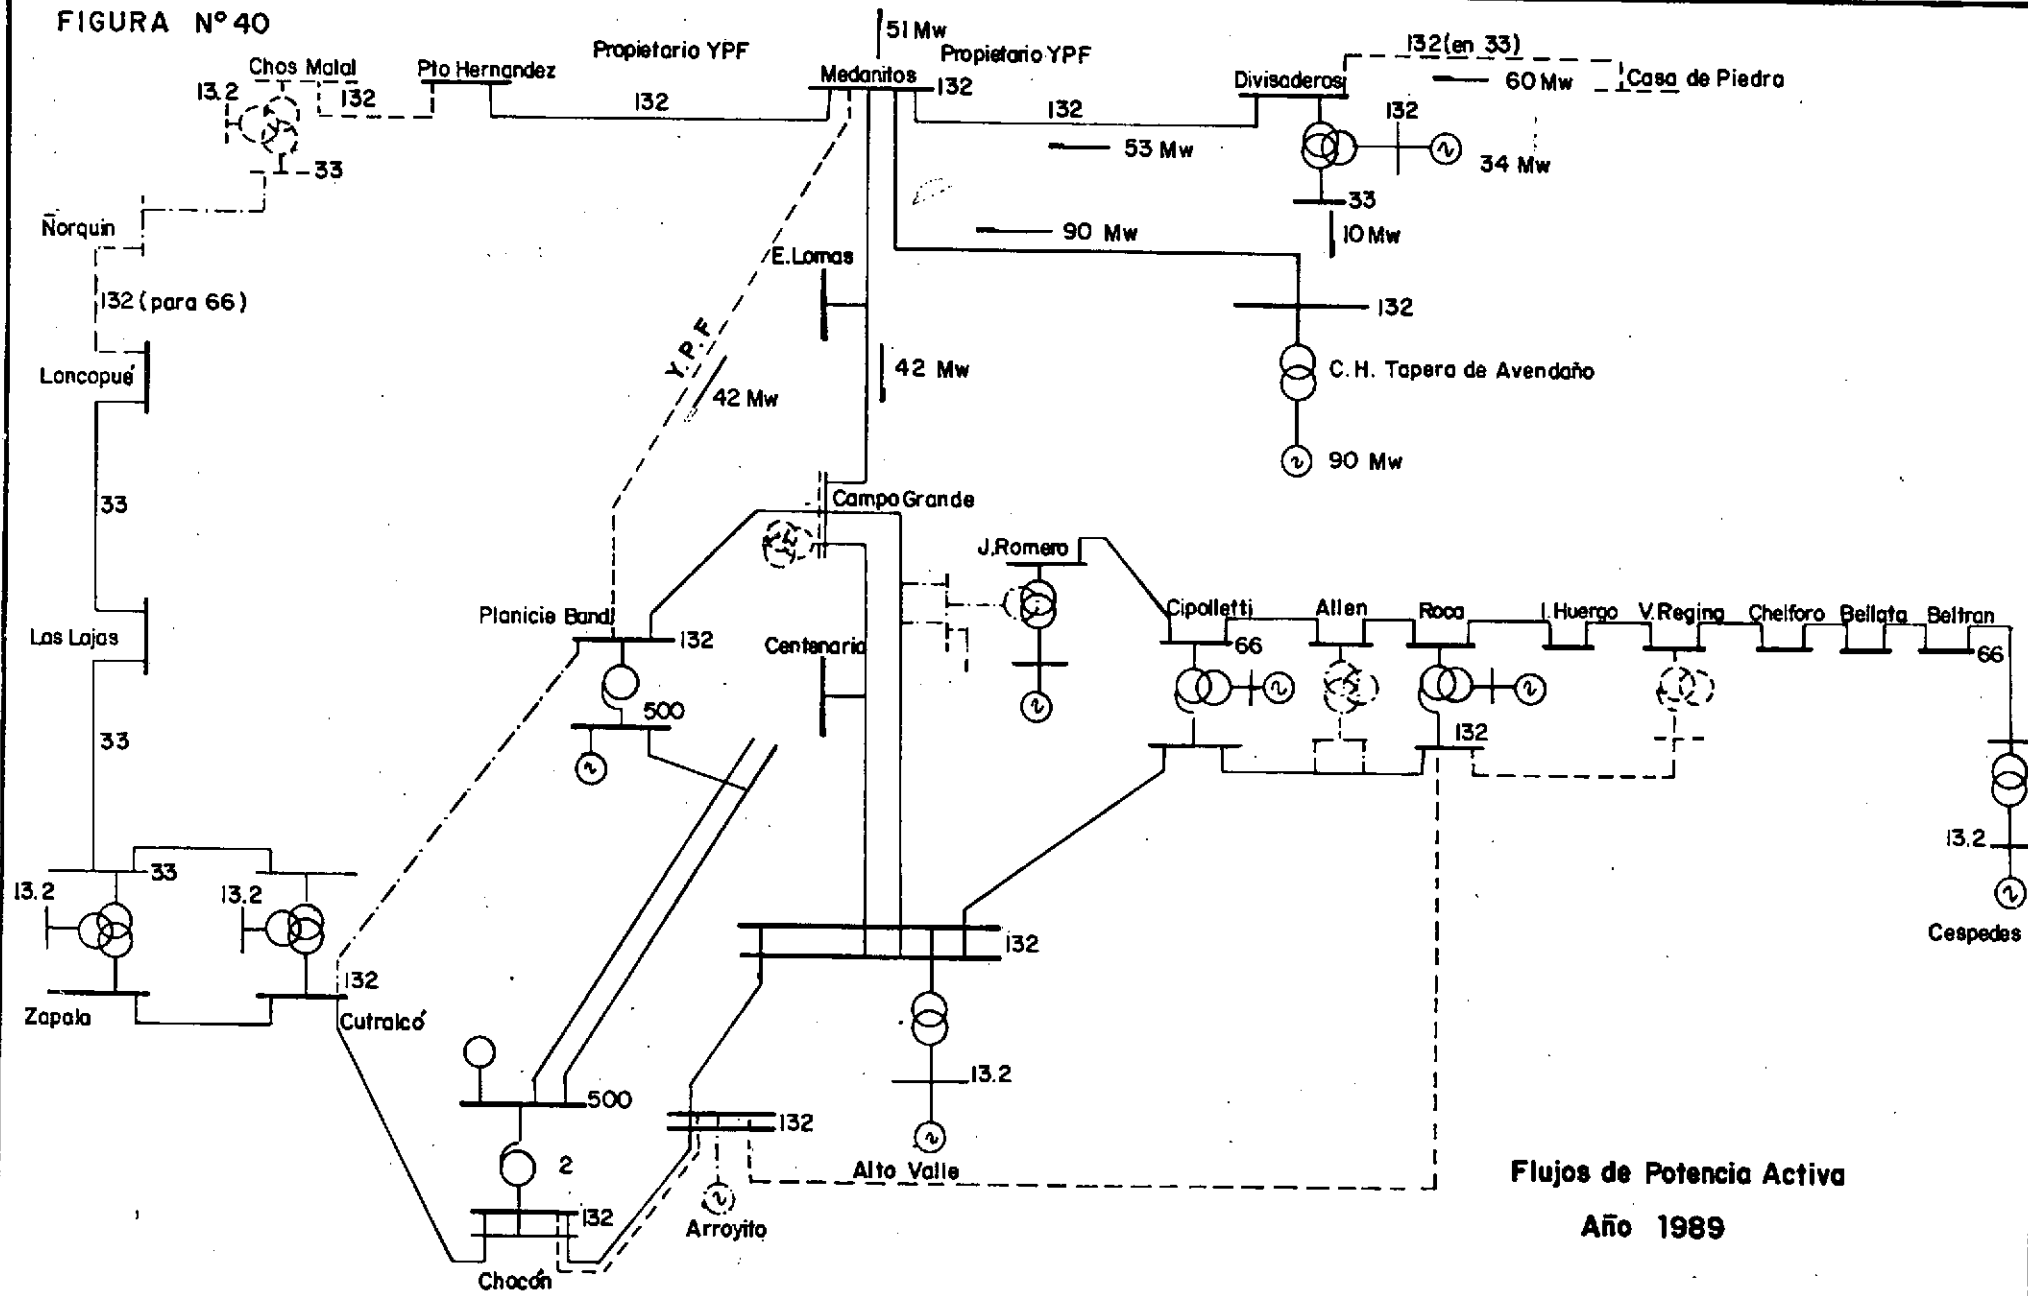 FIGURA N° 40
51 Mw
Propietario YPF
Propietario YPF
132 (en 33)
Chos Malal
Pto Hernandez
Medanitos
132
Divisaderos
60 Mw
Casa de Piedra
13.2
132
132
132
132
53 Mw
34 Mw
33
33
10 Mw
Ñorquin
90 Mw
E. Lomas
132 (para 66)
132
Y.P.F
Loncopué
42 Mw
42 Mw
C.H. Tapera de Avendaño
90 Mw
33
Campo Grande
J. Romero
Planicie Band.
132
Cipolletti
Allen
Roca
I. Huergo
V. Regina
Chelforo
Bellata
Beltran
Las Lajas
Centenario
66
66
500
33
132
13.2
33
13.2
13.2
Cespedes
132
132
Zapala
Cutralcó
13.2
500
132
2
Alto Valle
132
Arroyito
Chocón
Flujos de Potencia Activa
Año 1989